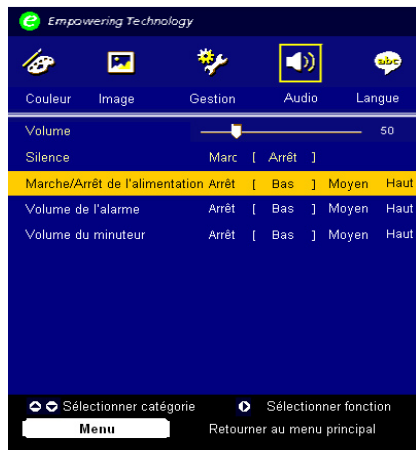 e Empowering Technology
abc
Couleur Image Gestion Audio Langue
Volume 50
Silence Marc [ Arrêt ]
Marche/Arrêt de l'alimentation Arrêt [ Bas ] Moyen Haut
Volume de l'alarme Arrêt [ Bas ] Moyen Haut
Volume du minuteur Arrêt [ Bas ] Moyen Haut
Sélectionner catégorie Sélectionner fonction
Menu Retourner au menu principal